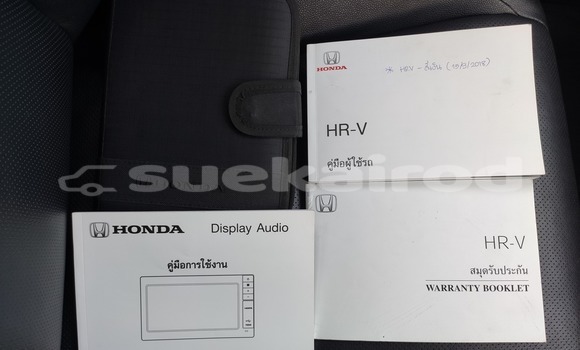 HONDA
HR-V
คู่มือผู้ใช้รถ
HR-V
สมุดรับประกัน
WARRANTY BOOKLET
HONDA Display Audio
คู่มือการใช้งาน
suekairod